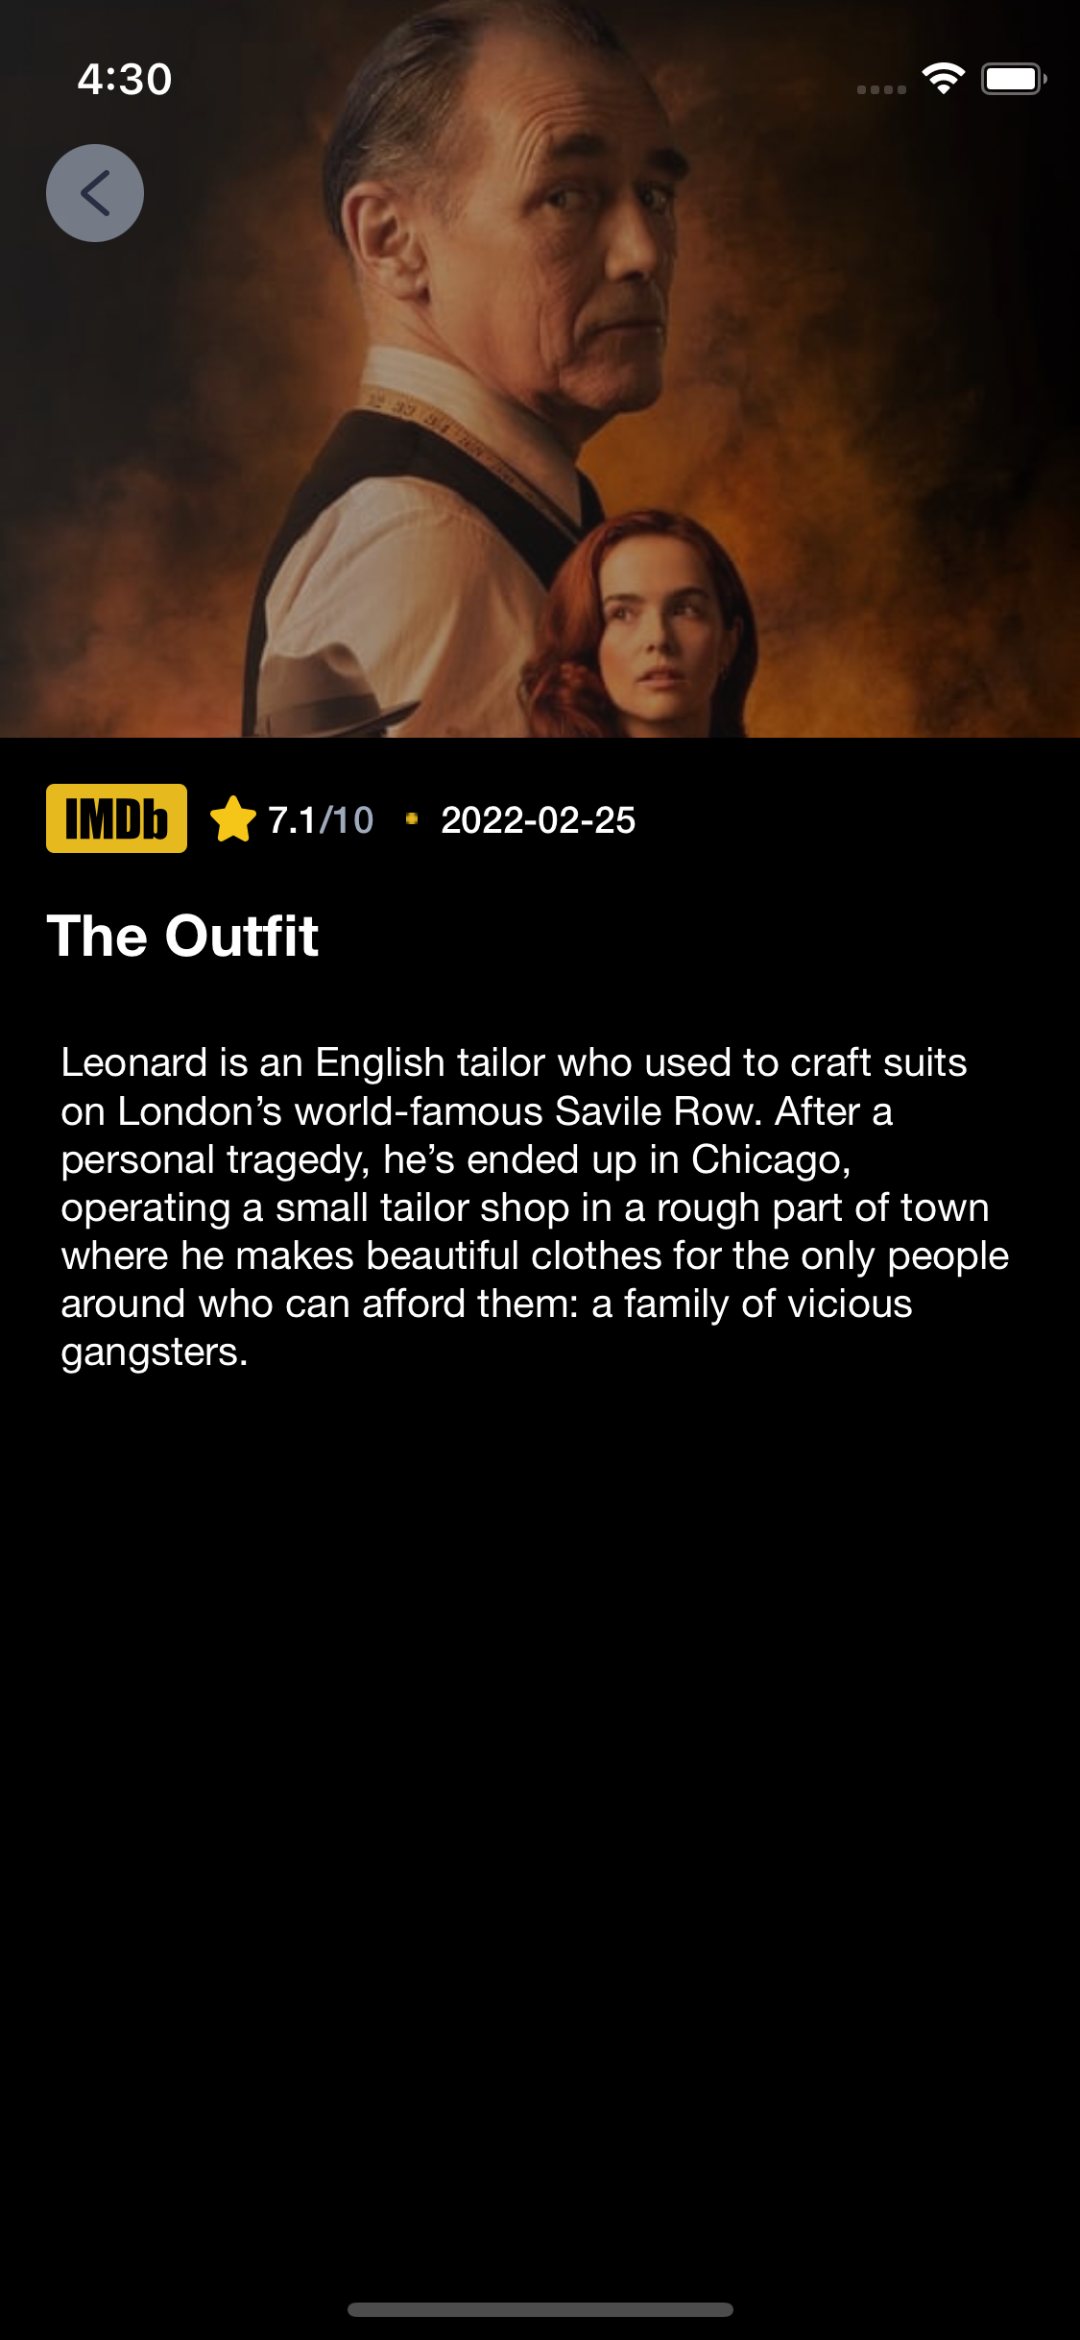 4:30
IMDb 7.1/10 • 2022-02-25
The Outfit
Leonard is an English tailor who used to craft suits
on London’s world-famous Savile Row. After a
personal tragedy, he’s ended up in Chicago,
operating a small tailor shop in a rough part of town
where he makes beautiful clothes for the only people
around who can afford them: a family of vicious
gangsters.